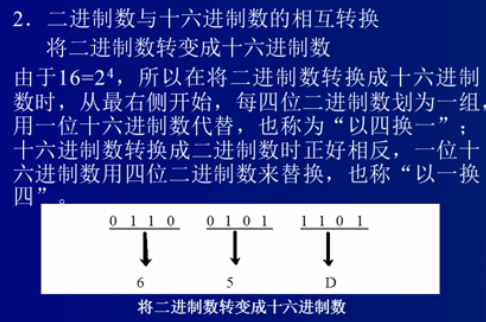 2．二进制数与十六进制数的相互转换
将二进制数转变成十六进制数
由于16=2⁴，所以在将二进制数转换成十六进制
数时，从最右侧开始，每四位二进制数划为一组，
用一位十六进制数代替，也称为“以四换一”；
十六进制数转换成二进制数时正好相反，一位十
六进制数用四位二进制数来替换，也称“以一换
四”。
0 1 1 0 0 1 0 1 1 1 0 1
6 5 D
将二进制数转变成十六进制数